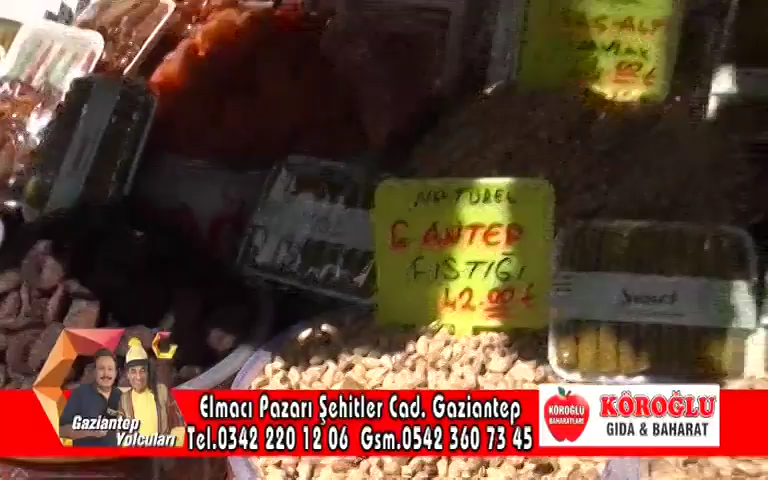 NATUREL
G ANTEP
FISTIĞI
42.00 ₺
Gaziantep
Yolcuları
Elmacı Pazarı Şehitler Cad. Gaziantep
Tel.0342 220 12 06 Gsm.0542 360 73 45
KÖROĞLU
BAHARATLARI
KÖROĞLU
GIDA & BAHARAT